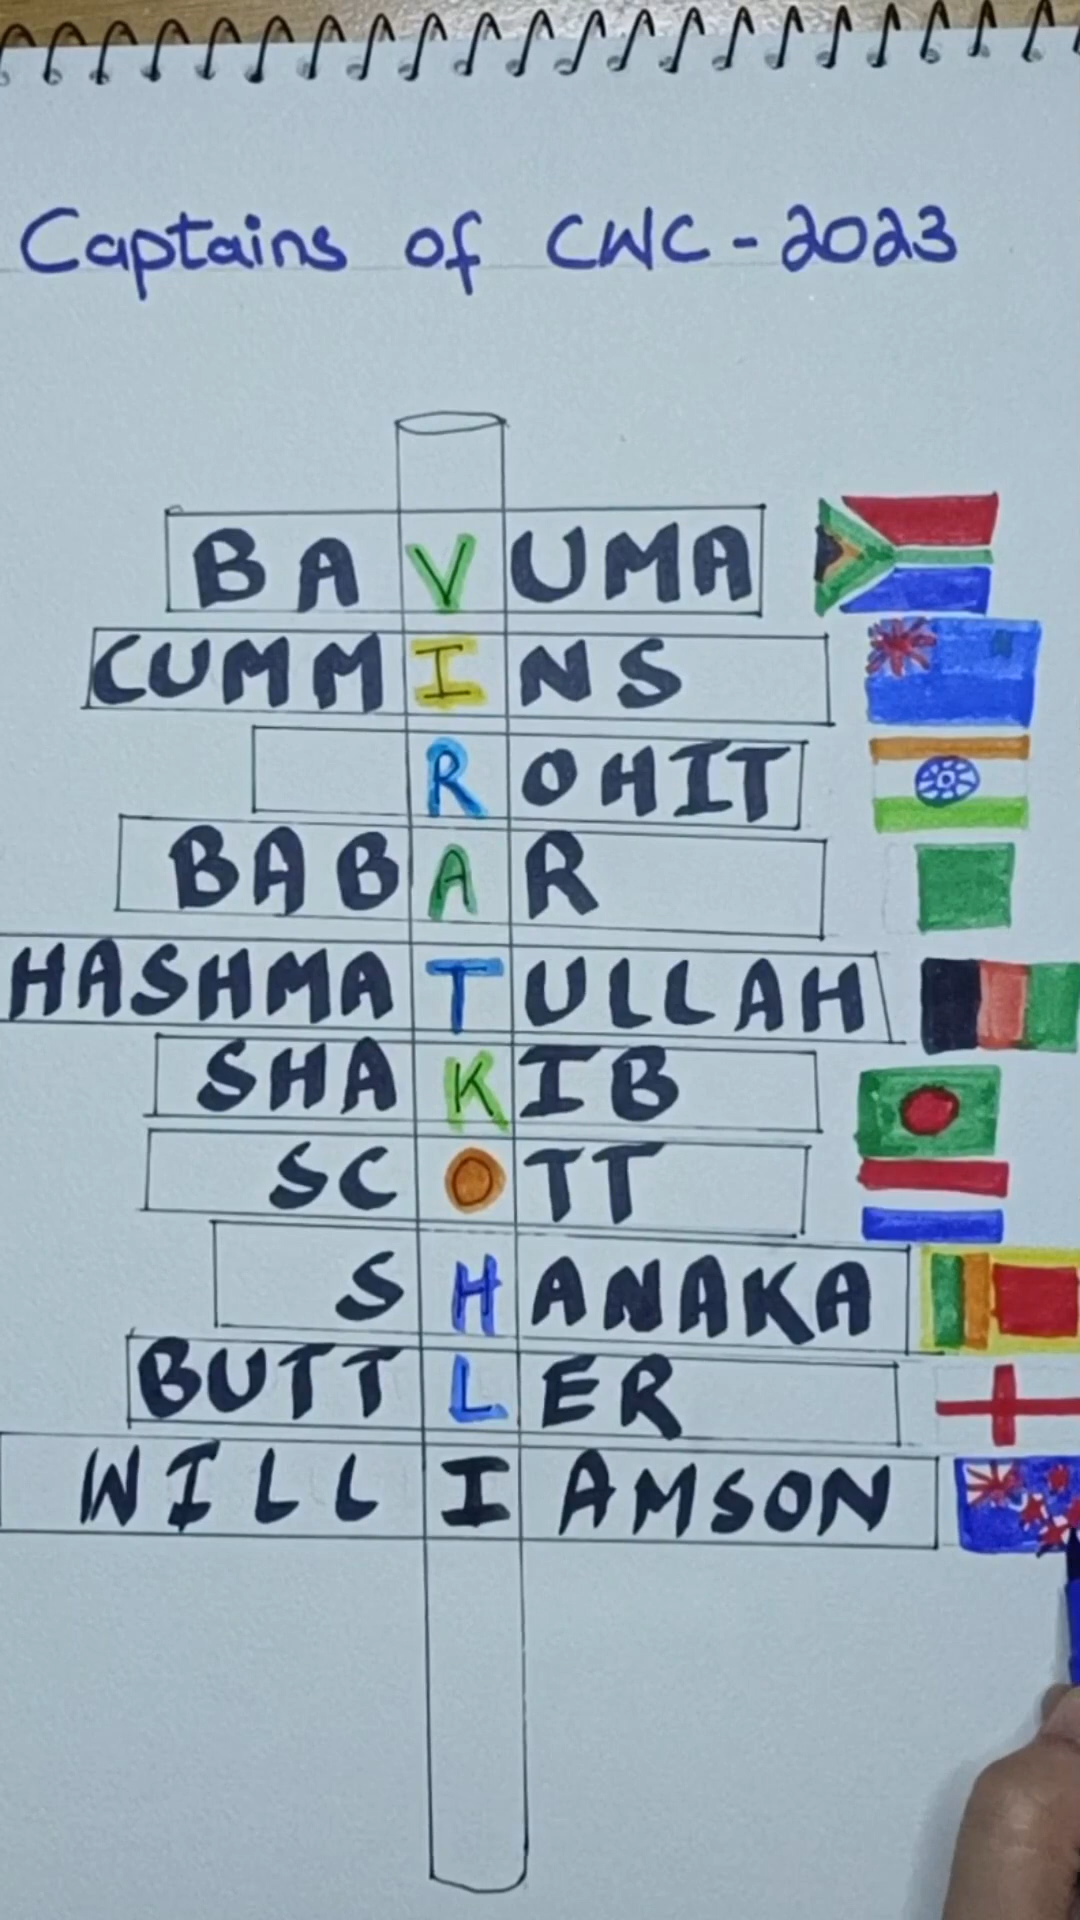 Captains of CWC-2023
BAVUMA
CUMMINS
ROHIT
BABAR
HASHMATULLAH
SHAKIB
SCOTT
SHANAKA
BUTTLER
WILLIAMSON